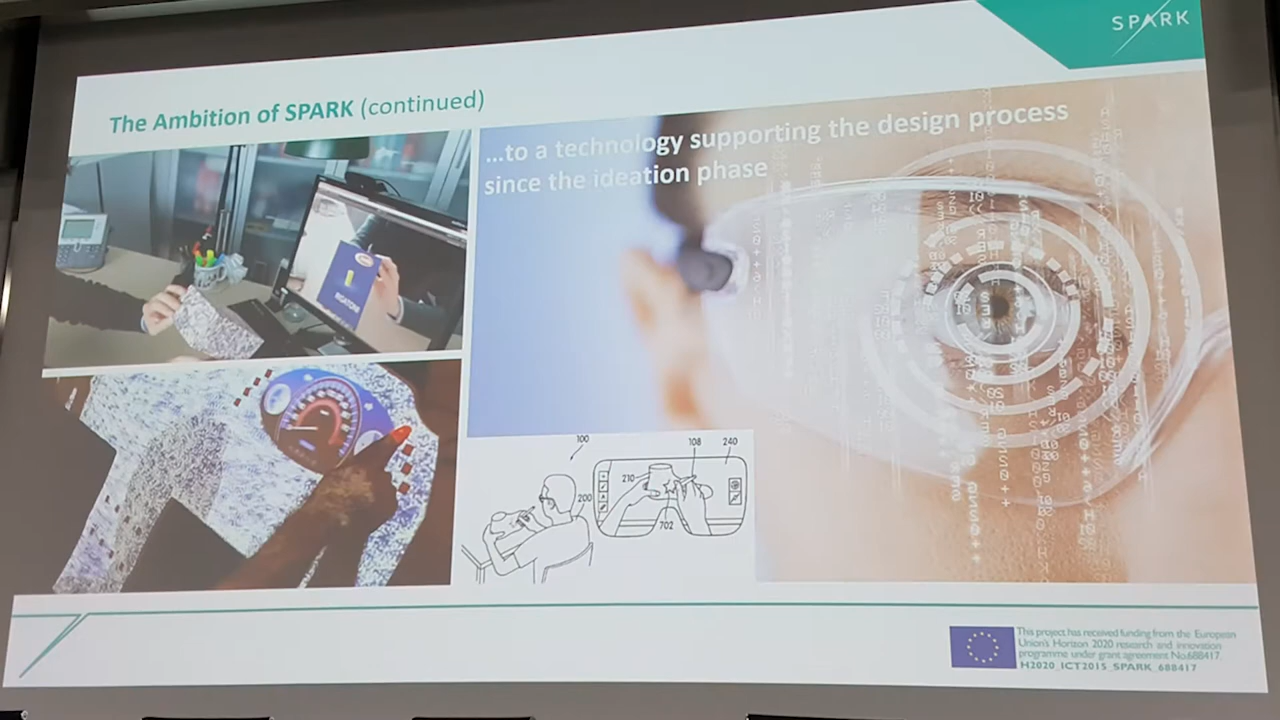 SPARK
The Ambition of SPARK (continued)
...to a technology supporting the design process
since the ideation phase
RIGATONI
100
108
240
210
200
702
This project has received funding from the European
Union's Horizon 2020 research and innovation
programme under grant agreement No.688417.
H2020_ICT2015_SPARK_688417